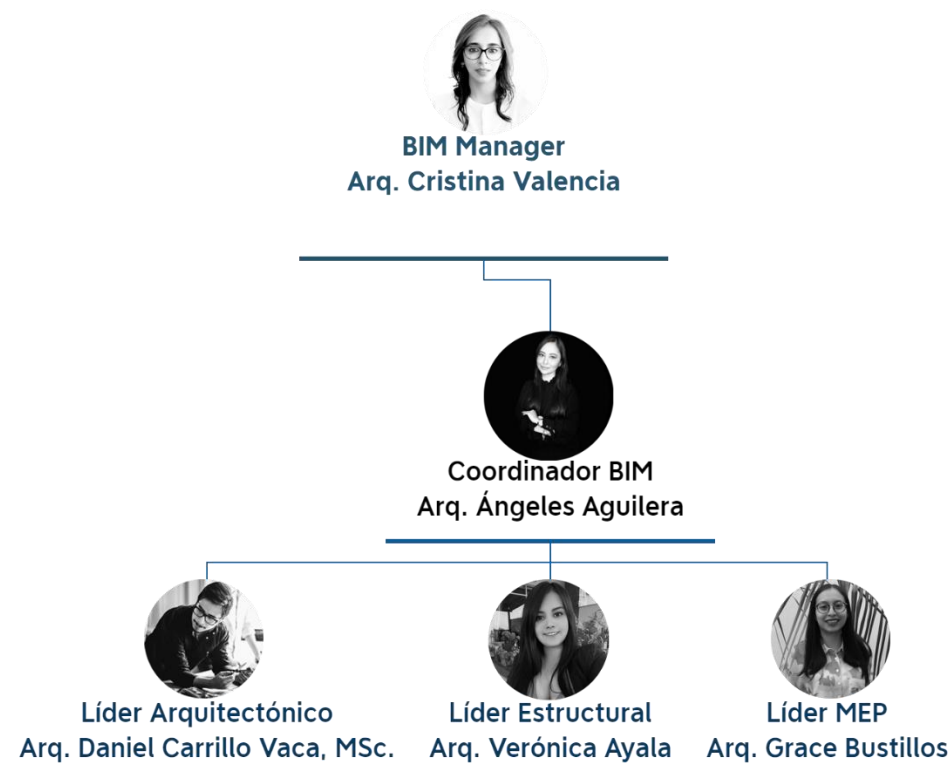 BIM Manager
Arq. Cristina Valencia
Coordinador BIM
Arq. Ángeles Aguilera
Líder Arquitectónico
Arq. Daniel Carrillo Vaca, MSc.
Líder Estructural
Arq. Verónica Ayala
Líder MEP
Arq. Grace Bustillos